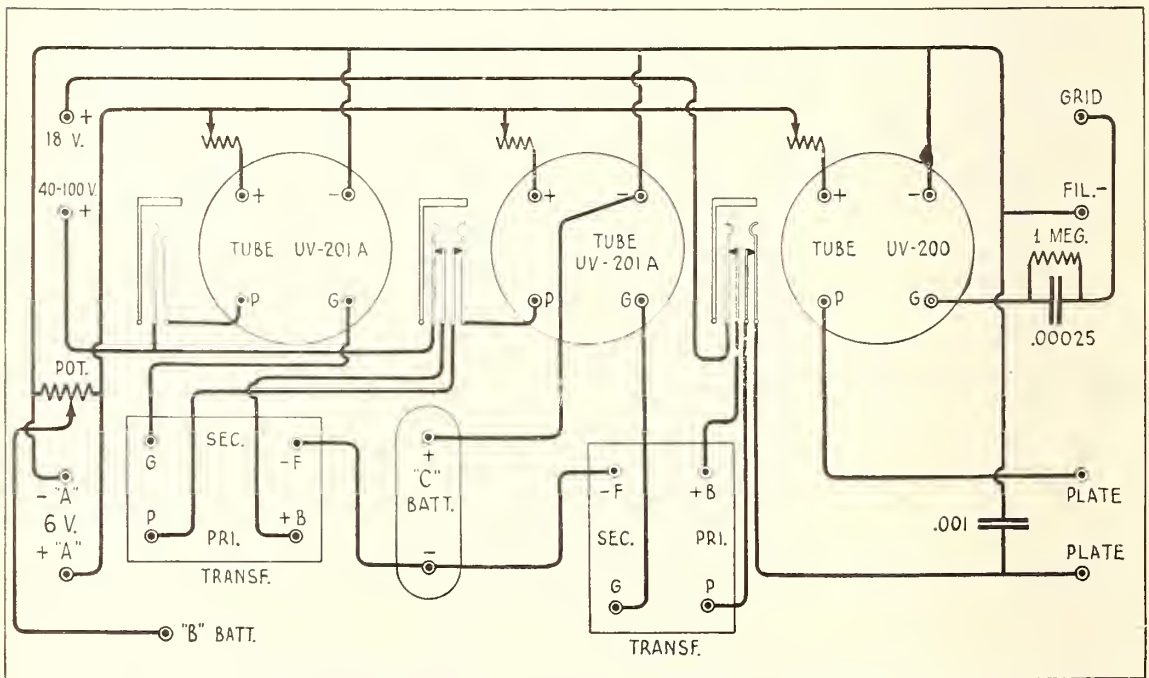 +
18 V.
40-100 V.
+
+
-
TUBE UV-201 A
P
G
+
-
TUBE
UV-201 A
P
G
+
-
TUBE UV-200
P
G
GRID
FIL.-
1 MEG.
.00025
POT.
- "A"
6 V.
+ "A"
"B" BATT.
G
SEC.
-F
P
PRI.
+B
TRANSF.
+
"C"
BATT.
-
-F
+B
SEC.
PRI.
G
P
TRANSF.
.001
PLATE
PLATE